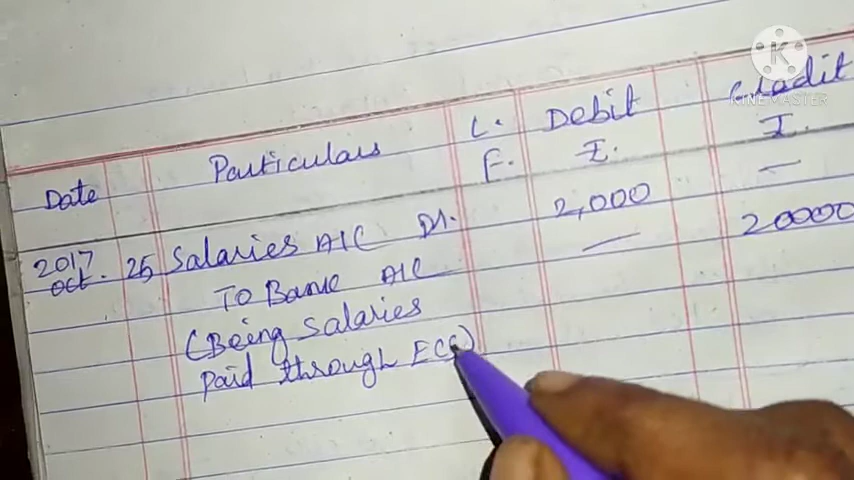 KINEMASTER
Date Particulars L. F. Debit ₹. Credit ₹.
2017 Oct. 25 Salaries A/C Dr. 2,000 —
To Bank A/C — 20000
(Being Salaries
Paid through ECS)